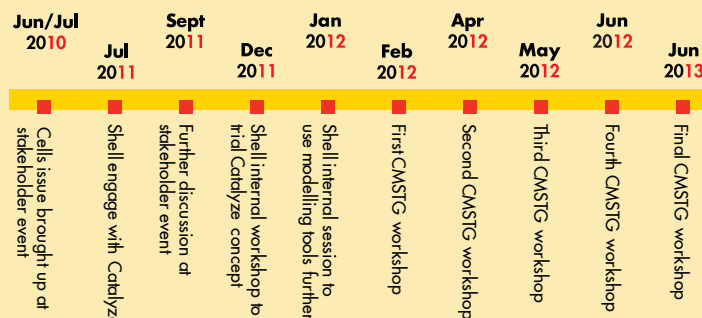 Jun/Jul
2010
Jul
2011
Sept
2011
Dec
2011
Jan
2012
Feb
2012
Apr
2012
May
2012
Jun
2012
Jun
2013
Cells issue brought up at
stakeholder event
Shell engage with Catalyze
Further discussion at
stakeholder event
Shell internal workshop to
trial Catalyze concept
Shell internal session to
use modelling tools further
First CMSTG workshop
Second CMSTG workshop
Third CMSTG workshop
Fourth CMSTG workshop
Final CMSTG workshop